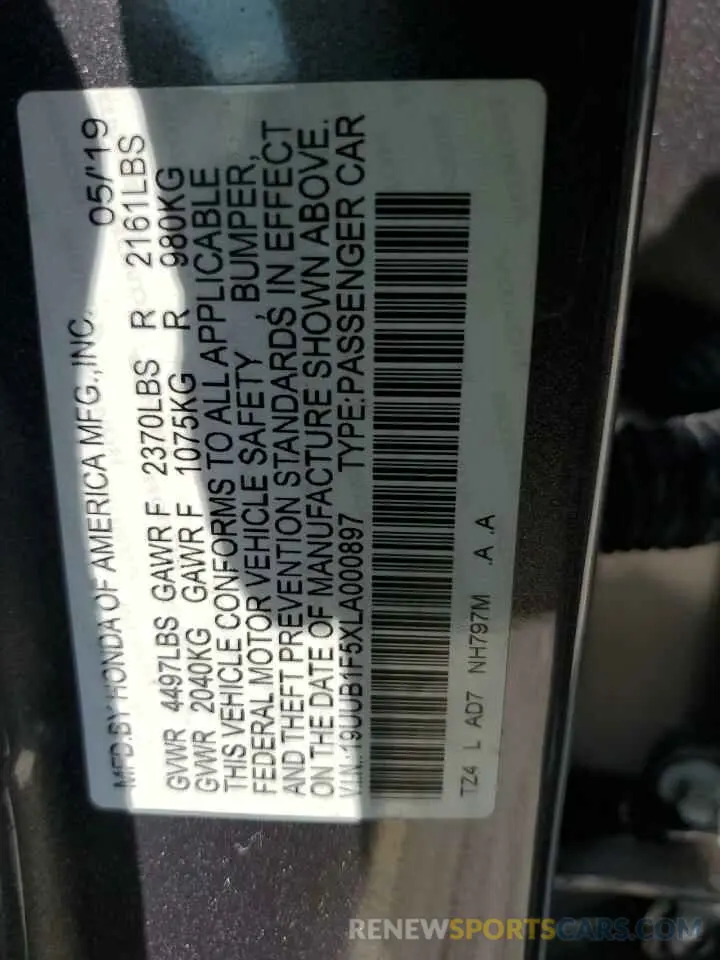 MFD.BY HONDA OF AMERICA MFG.,INC. 05/'19
GVWR 4497LBS GAWR F 2370LBS R 2161LBS
GVWR 2040KG GAWR F 1075KG R 980KG
THIS VEHICLE CONFORMS TO ALL APPLICABLE
FEDERAL MOTOR VEHICLE SAFETY, BUMPER,
AND THEFT PREVENTION STANDARDS IN EFFECT
ON THE DATE OF MANUFACTURE SHOWN ABOVE.
V.I.N.:19UUB1F5XLA000897 TYPE:PASSENGER CAR
TZ4 L AD7 NH797M .A .A
RENEWSPORTSCARS.COM